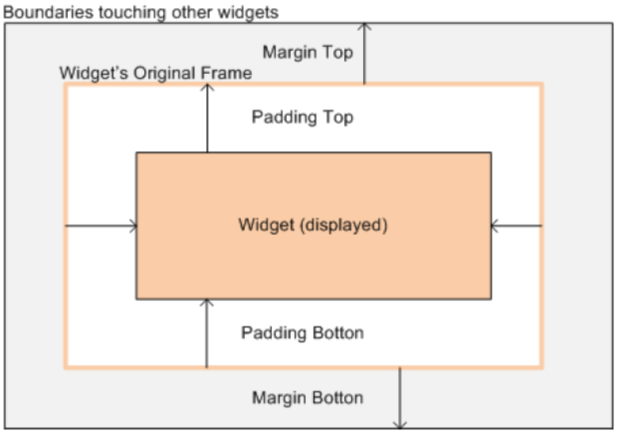 Boundaries touching other widgets
Margin Top
Widget's Original Frame
Padding Top
Widget (displayed)
Padding Botton
Margin Botton